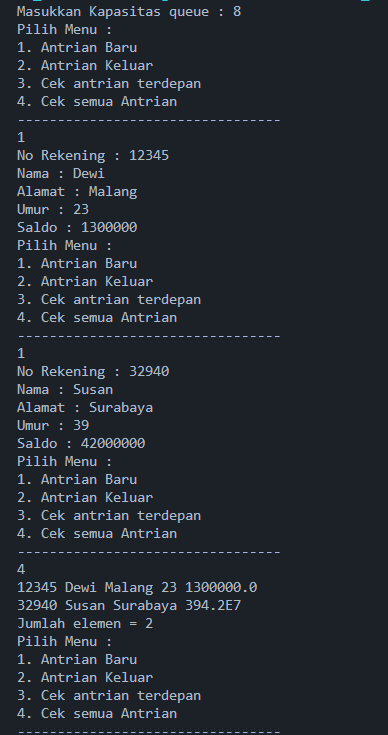 Masukkan Kapasitas queue : 8
Pilih Menu :
1. Antrian Baru
2. Antrian Keluar
3. Cek antrian terdepan
4. Cek semua Antrian
---------------------------------
1
No Rekening : 12345
Nama : Dewi
Alamat : Malang
Umur : 23
Saldo : 1300000
Pilih Menu :
1. Antrian Baru
2. Antrian Keluar
3. Cek antrian terdepan
4. Cek semua Antrian
---------------------------------
1
No Rekening : 32940
Nama : Susan
Alamat : Surabaya
Umur : 39
Saldo : 42000000
Pilih Menu :
1. Antrian Baru
2. Antrian Keluar
3. Cek antrian terdepan
4. Cek semua Antrian
---------------------------------
4
12345 Dewi Malang 23 1300000.0
32940 Susan Surabaya 394.2E7
Jumlah elemen = 2
Pilih Menu :
1. Antrian Baru
2. Antrian Keluar
3. Cek antrian terdepan
4. Cek semua Antrian
---------------------------------